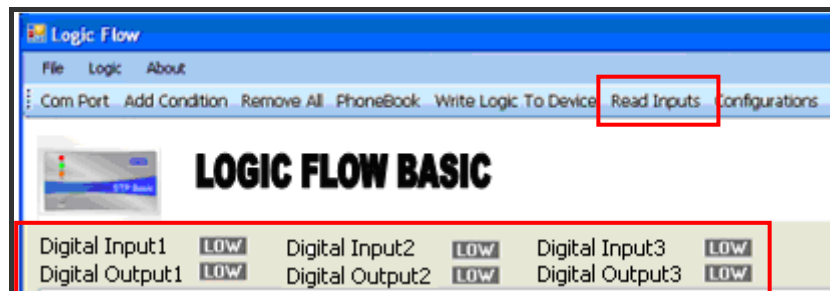 Logic Flow
File Logic About
Com Port Add Condition Remove All PhoneBook Write Logic To Device Read Inputs Configurations
STP Basic
LOGIC FLOW BASIC
Digital Input1 LOW Digital Input2 LOW Digital Input3 LOW
Digital Output1 LOW Digital Output2 LOW Digital Output3 LOW